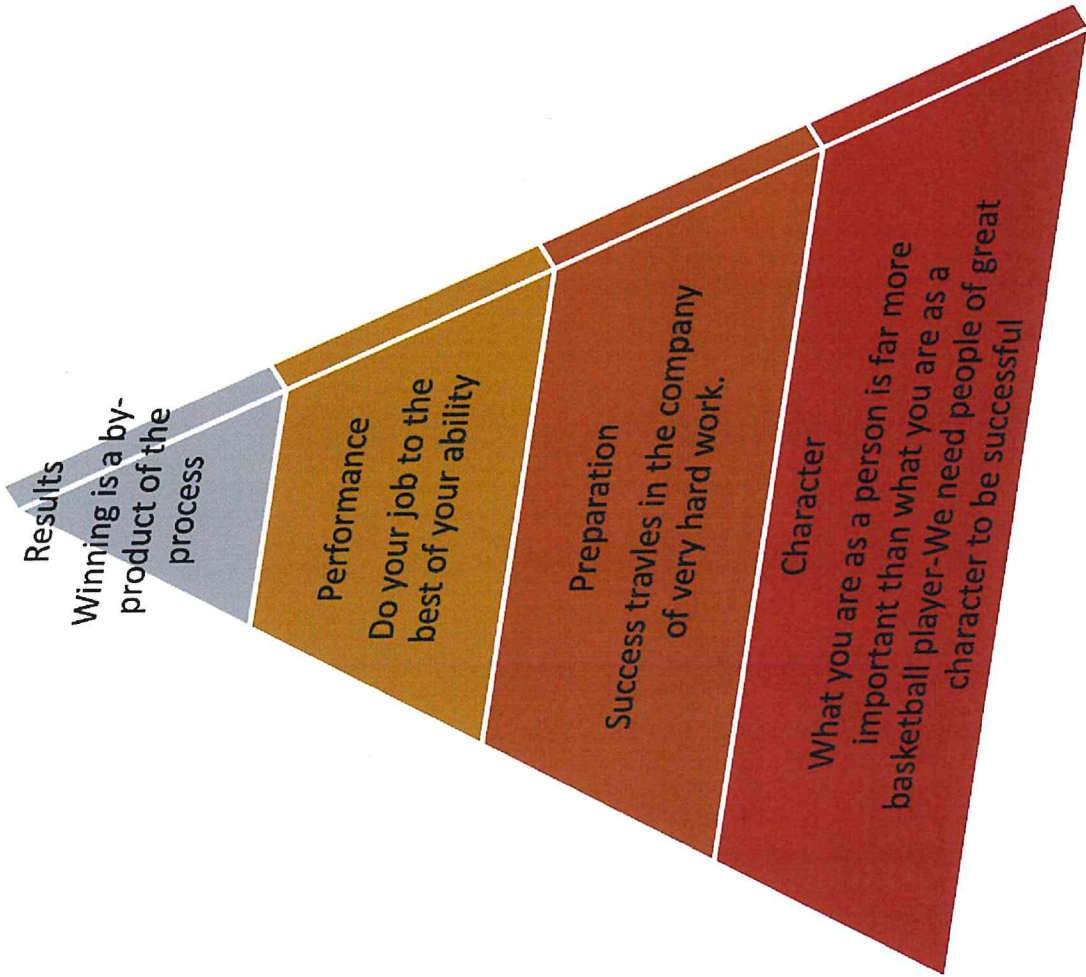 Results
Winning is a by-
product of the
process
Performance
Do your job to the
best of your ability
Preparation
Success travles in the company
of very hard work.
Character
What you are as a person is far more
important than what you are as a
basketball player-We need people of great
character to be successful